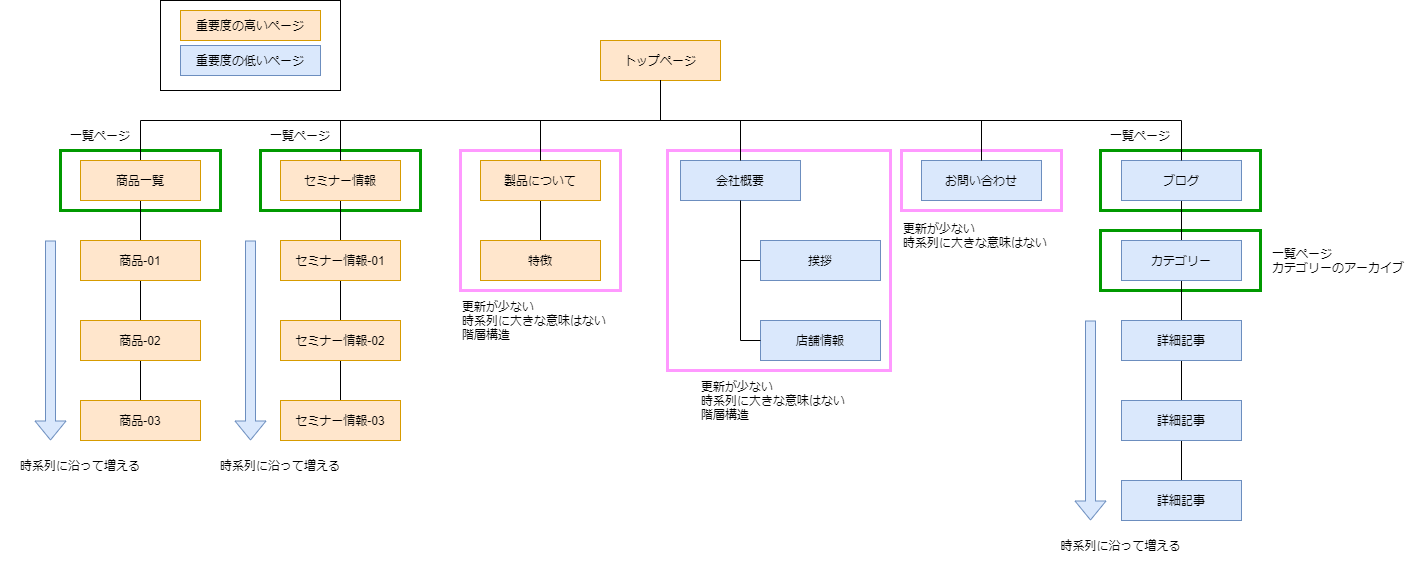 重要度の高いページ
重要度の低いページ
トップページ
一覧ページ
一覧ページ
一覧ページ
商品一覧
セミナー情報
製品について
会社概要
お問い合わせ
ブログ
更新が少ない
時系列に大きな意味はない
商品-01
セミナー情報-01
特徴
挨拶
カテゴリー
一覧ページ
カテゴリーのアーカイブ
更新が少ない
時系列に大きな意味はない
階層構造
商品-02
セミナー情報-02
店舗情報
詳細記事
更新が少ない
時系列に大きな意味はない
階層構造
商品-03
セミナー情報-03
詳細記事
時系列に沿って増える
時系列に沿って増える
詳細記事
時系列に沿って増える